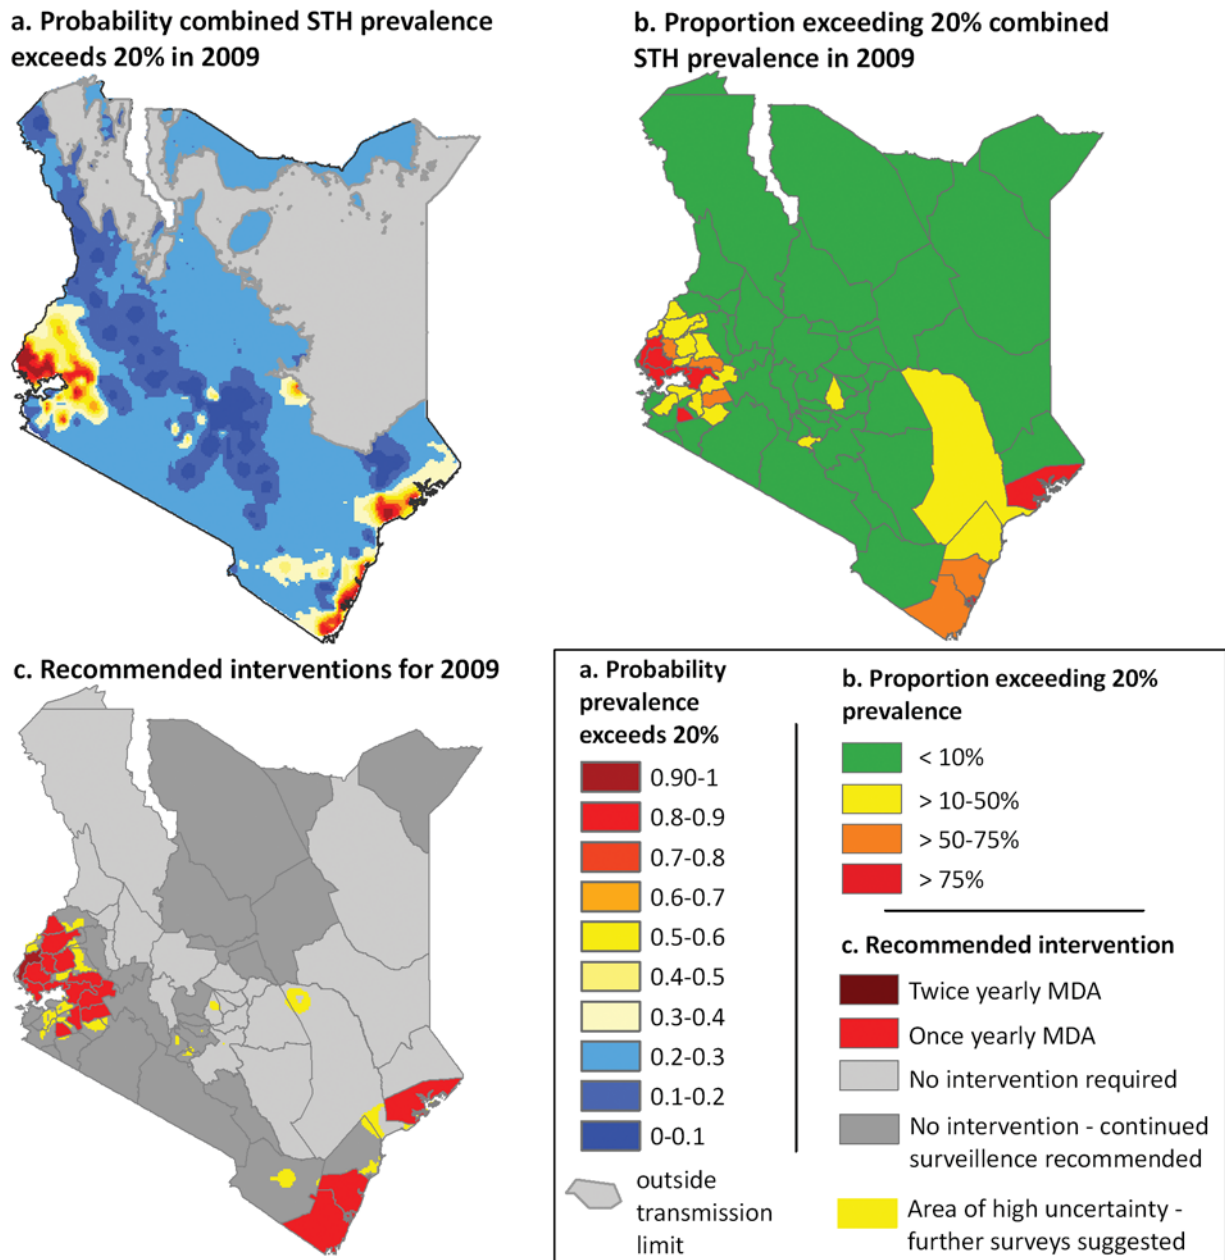 a. Probability combined STH prevalence
exceeds 20% in 2009
b. Proportion exceeding 20% combined
STH prevalence in 2009
c. Recommended interventions for 2009
a. Probability
prevalence
exceeds 20%
0.90-1
0.8-0.9
0.7-0.8
0.6-0.7
0.5-0.6
0.4-0.5
0.3-0.4
0.2-0.3
0.1-0.2
0-0.1
outside
transmission
limit
b. Proportion exceeding 20%
prevalence
< 10%
> 10-50%
> 50-75%
> 75%
c. Recommended intervention
Twice yearly MDA
Once yearly MDA
No intervention required
No intervention - continued
surveillence recommended
Area of high uncertainty -
further surveys suggested